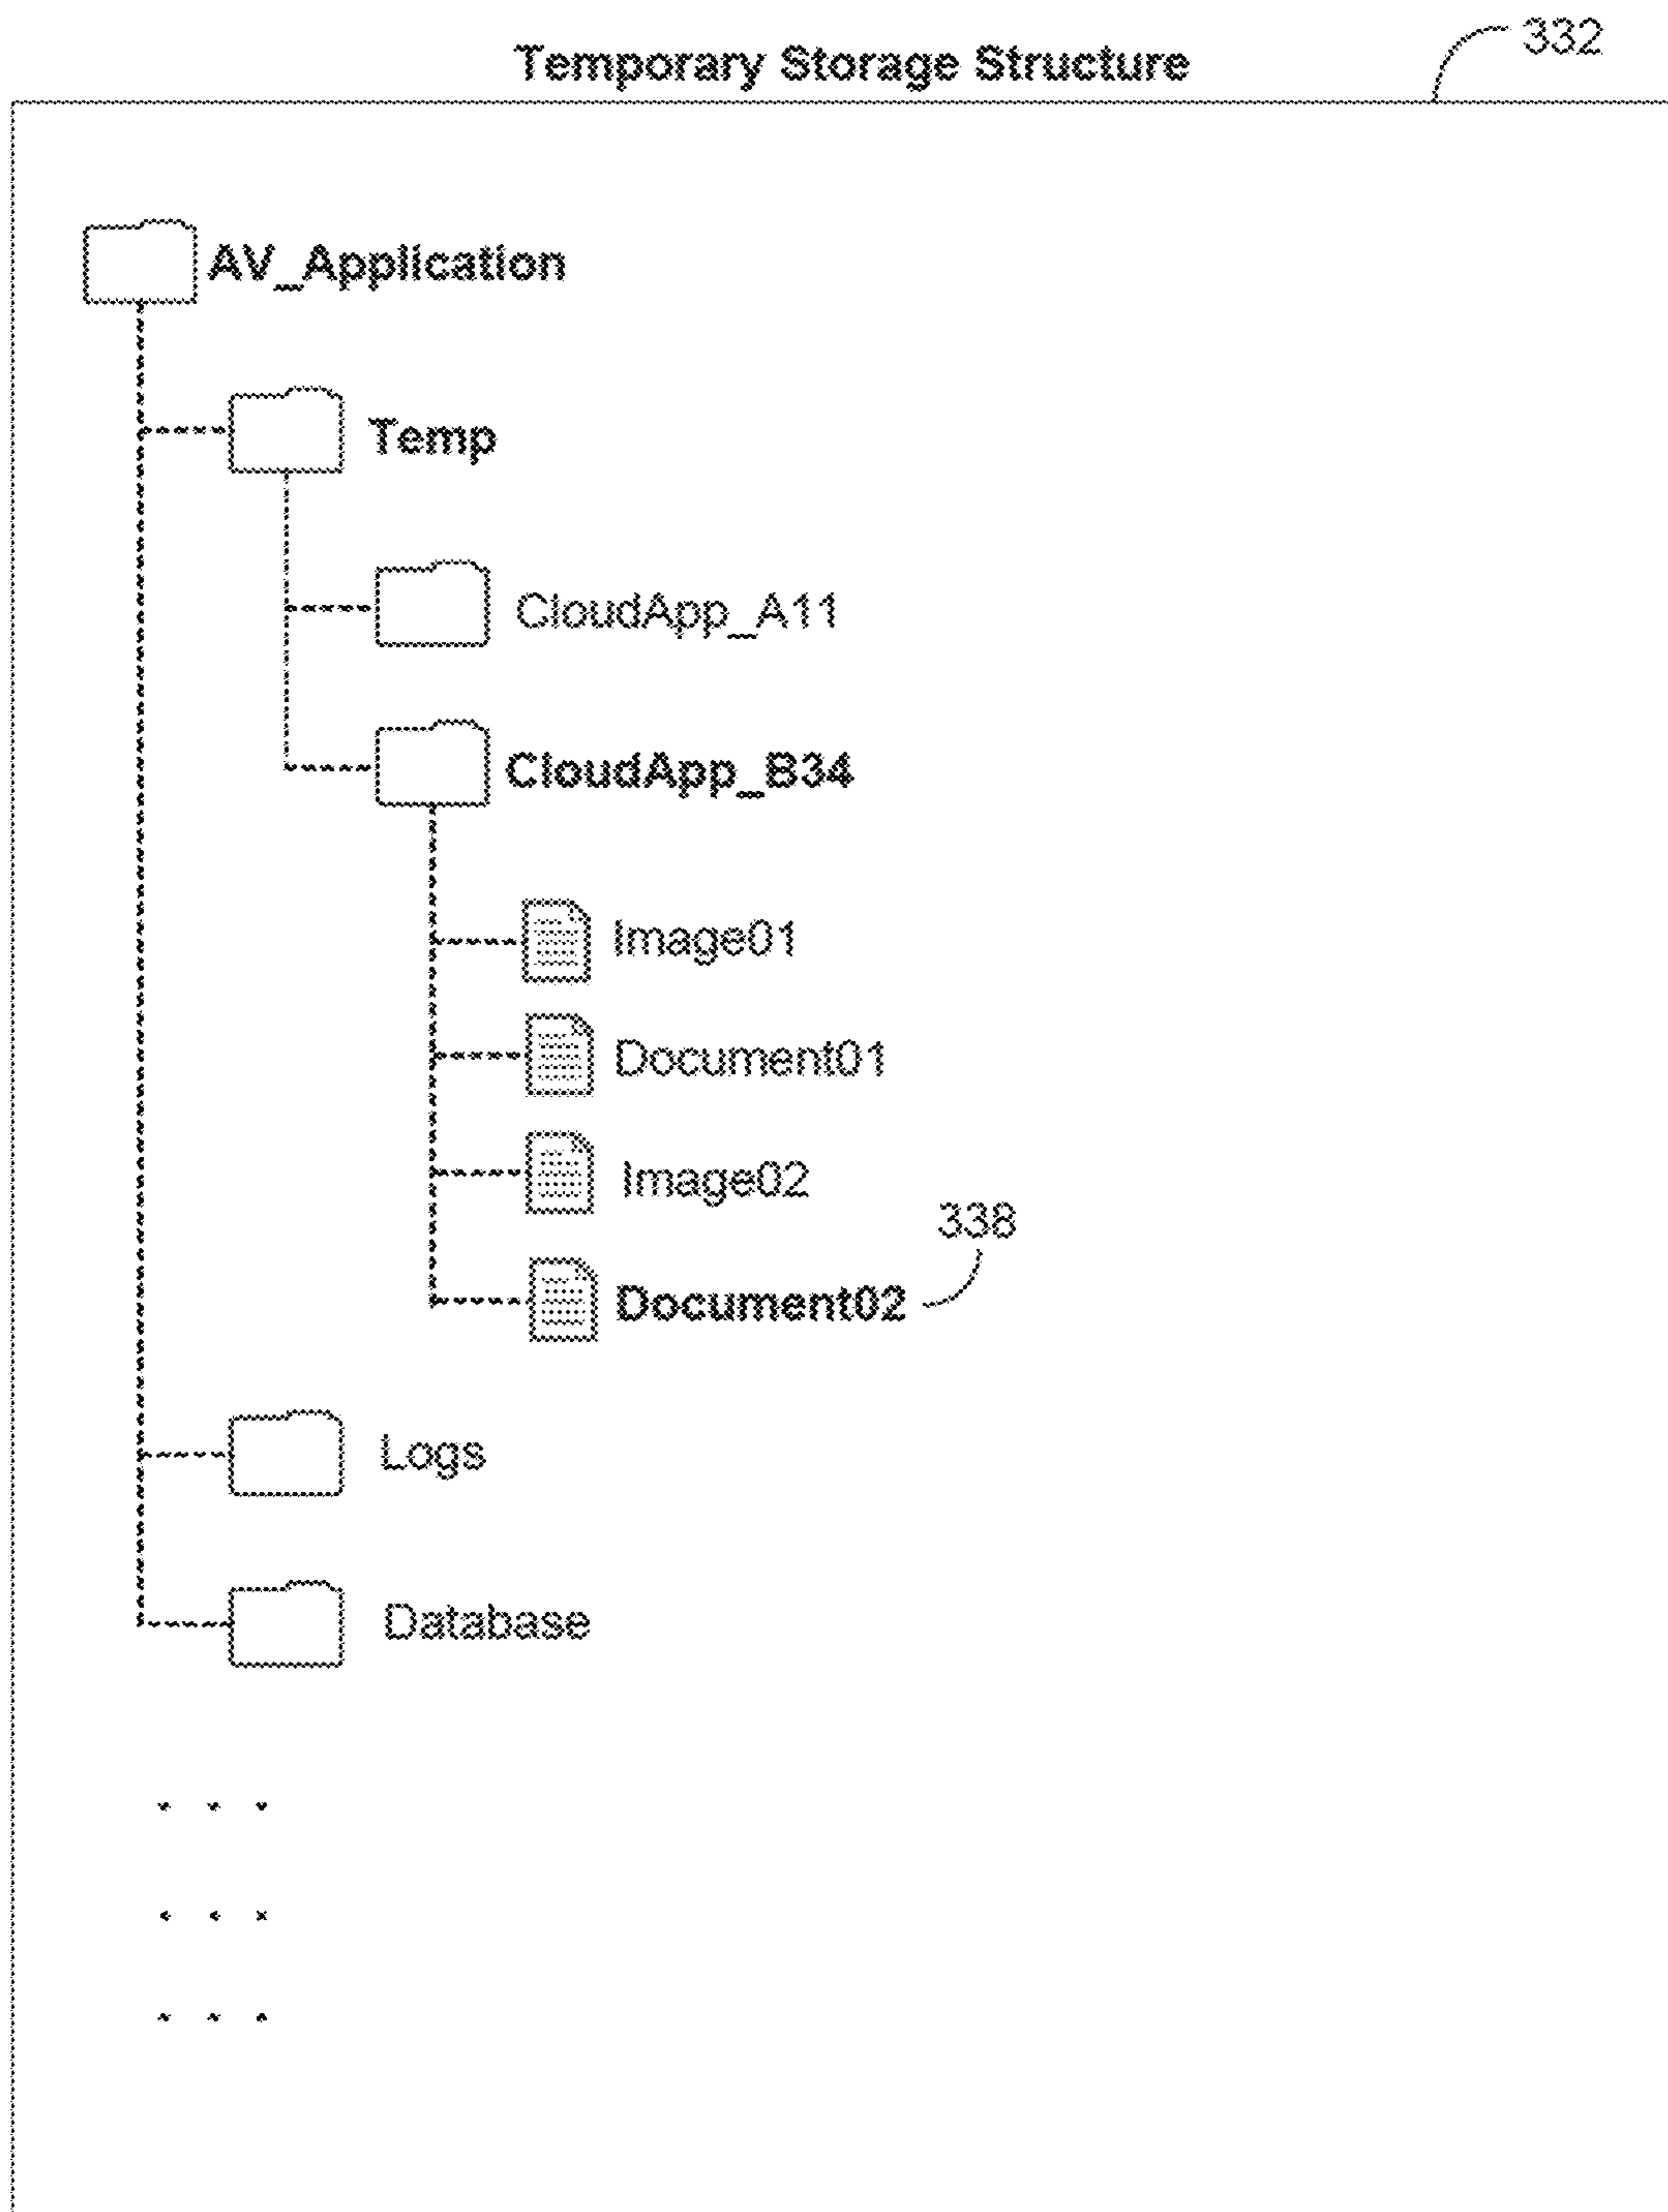 332
Temporary Storage Structure
AV_Application
Temp
CloudApp_A11
CloudApp_B34
Image01
Document01
Image02
338
Document02
Logs
Database
. . .
. . .
. . .